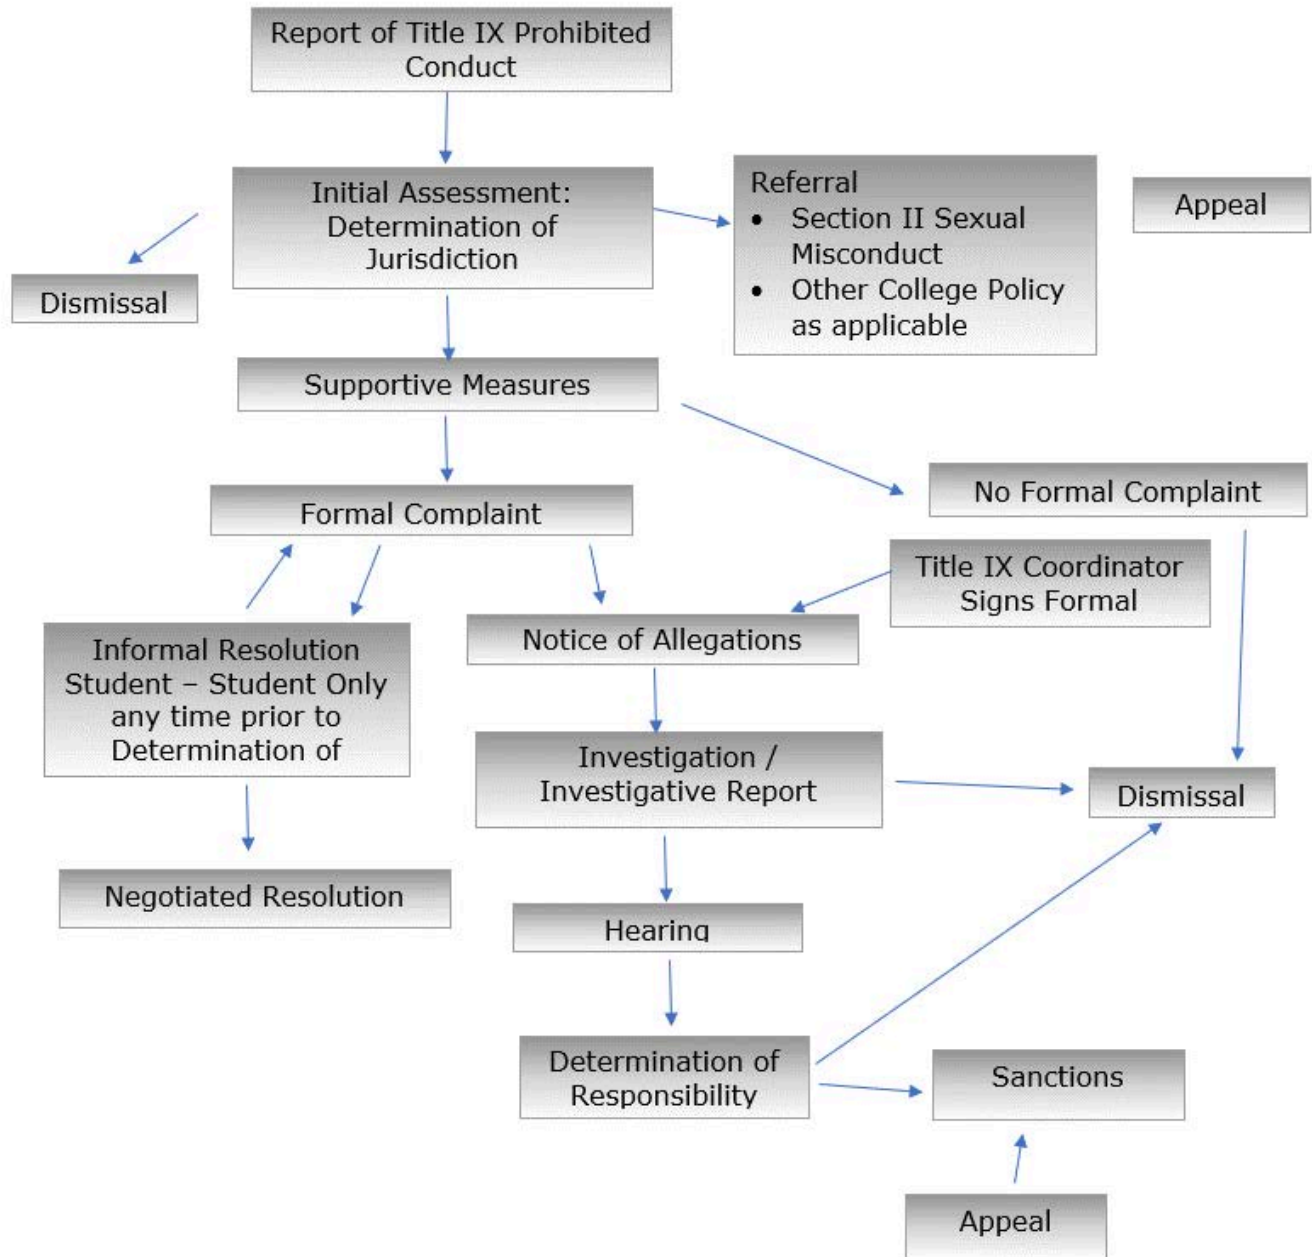 Report of Title IX Prohibited
Conduct
Initial Assessment:
Determination of
Jurisdiction
Referral
• Section II Sexual
Misconduct
• Other College Policy
as applicable
Appeal
Dismissal
Supportive Measures
No Formal Complaint
Formal Complaint
Title IX Coordinator
Signs Formal
Notice of Allegations
Informal Resolution
Student – Student Only
any time prior to
Determination of
Investigation /
Investigative Report
Dismissal
Negotiated Resolution
Hearing
Determination of
Responsibility
Sanctions
Appeal